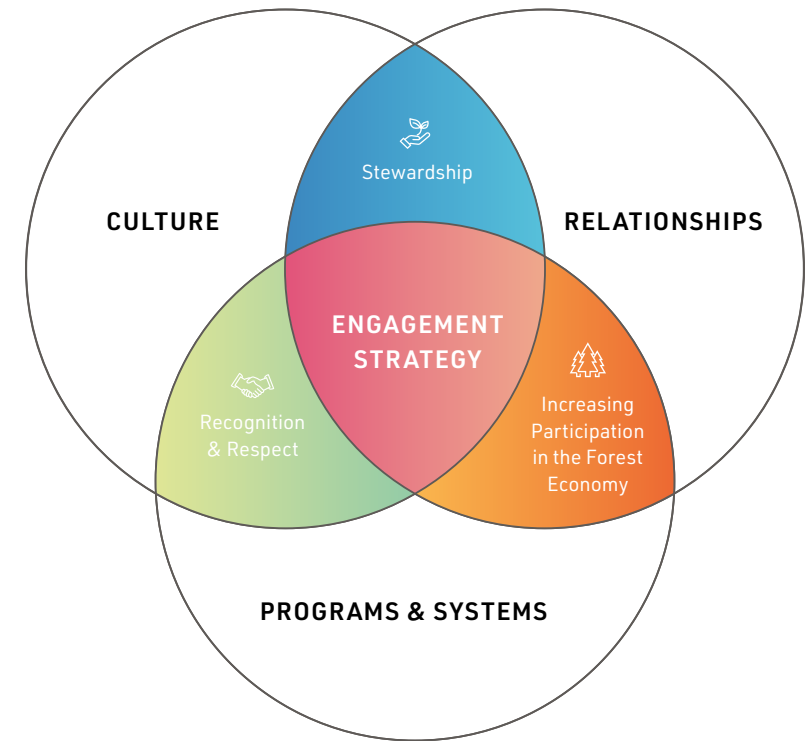 Stewardship
CULTURE
RELATIONSHIPS
ENGAGEMENT
STRATEGY
Recognition
& Respect
Increasing
Participation
in the Forest
Economy
PROGRAMS & SYSTEMS